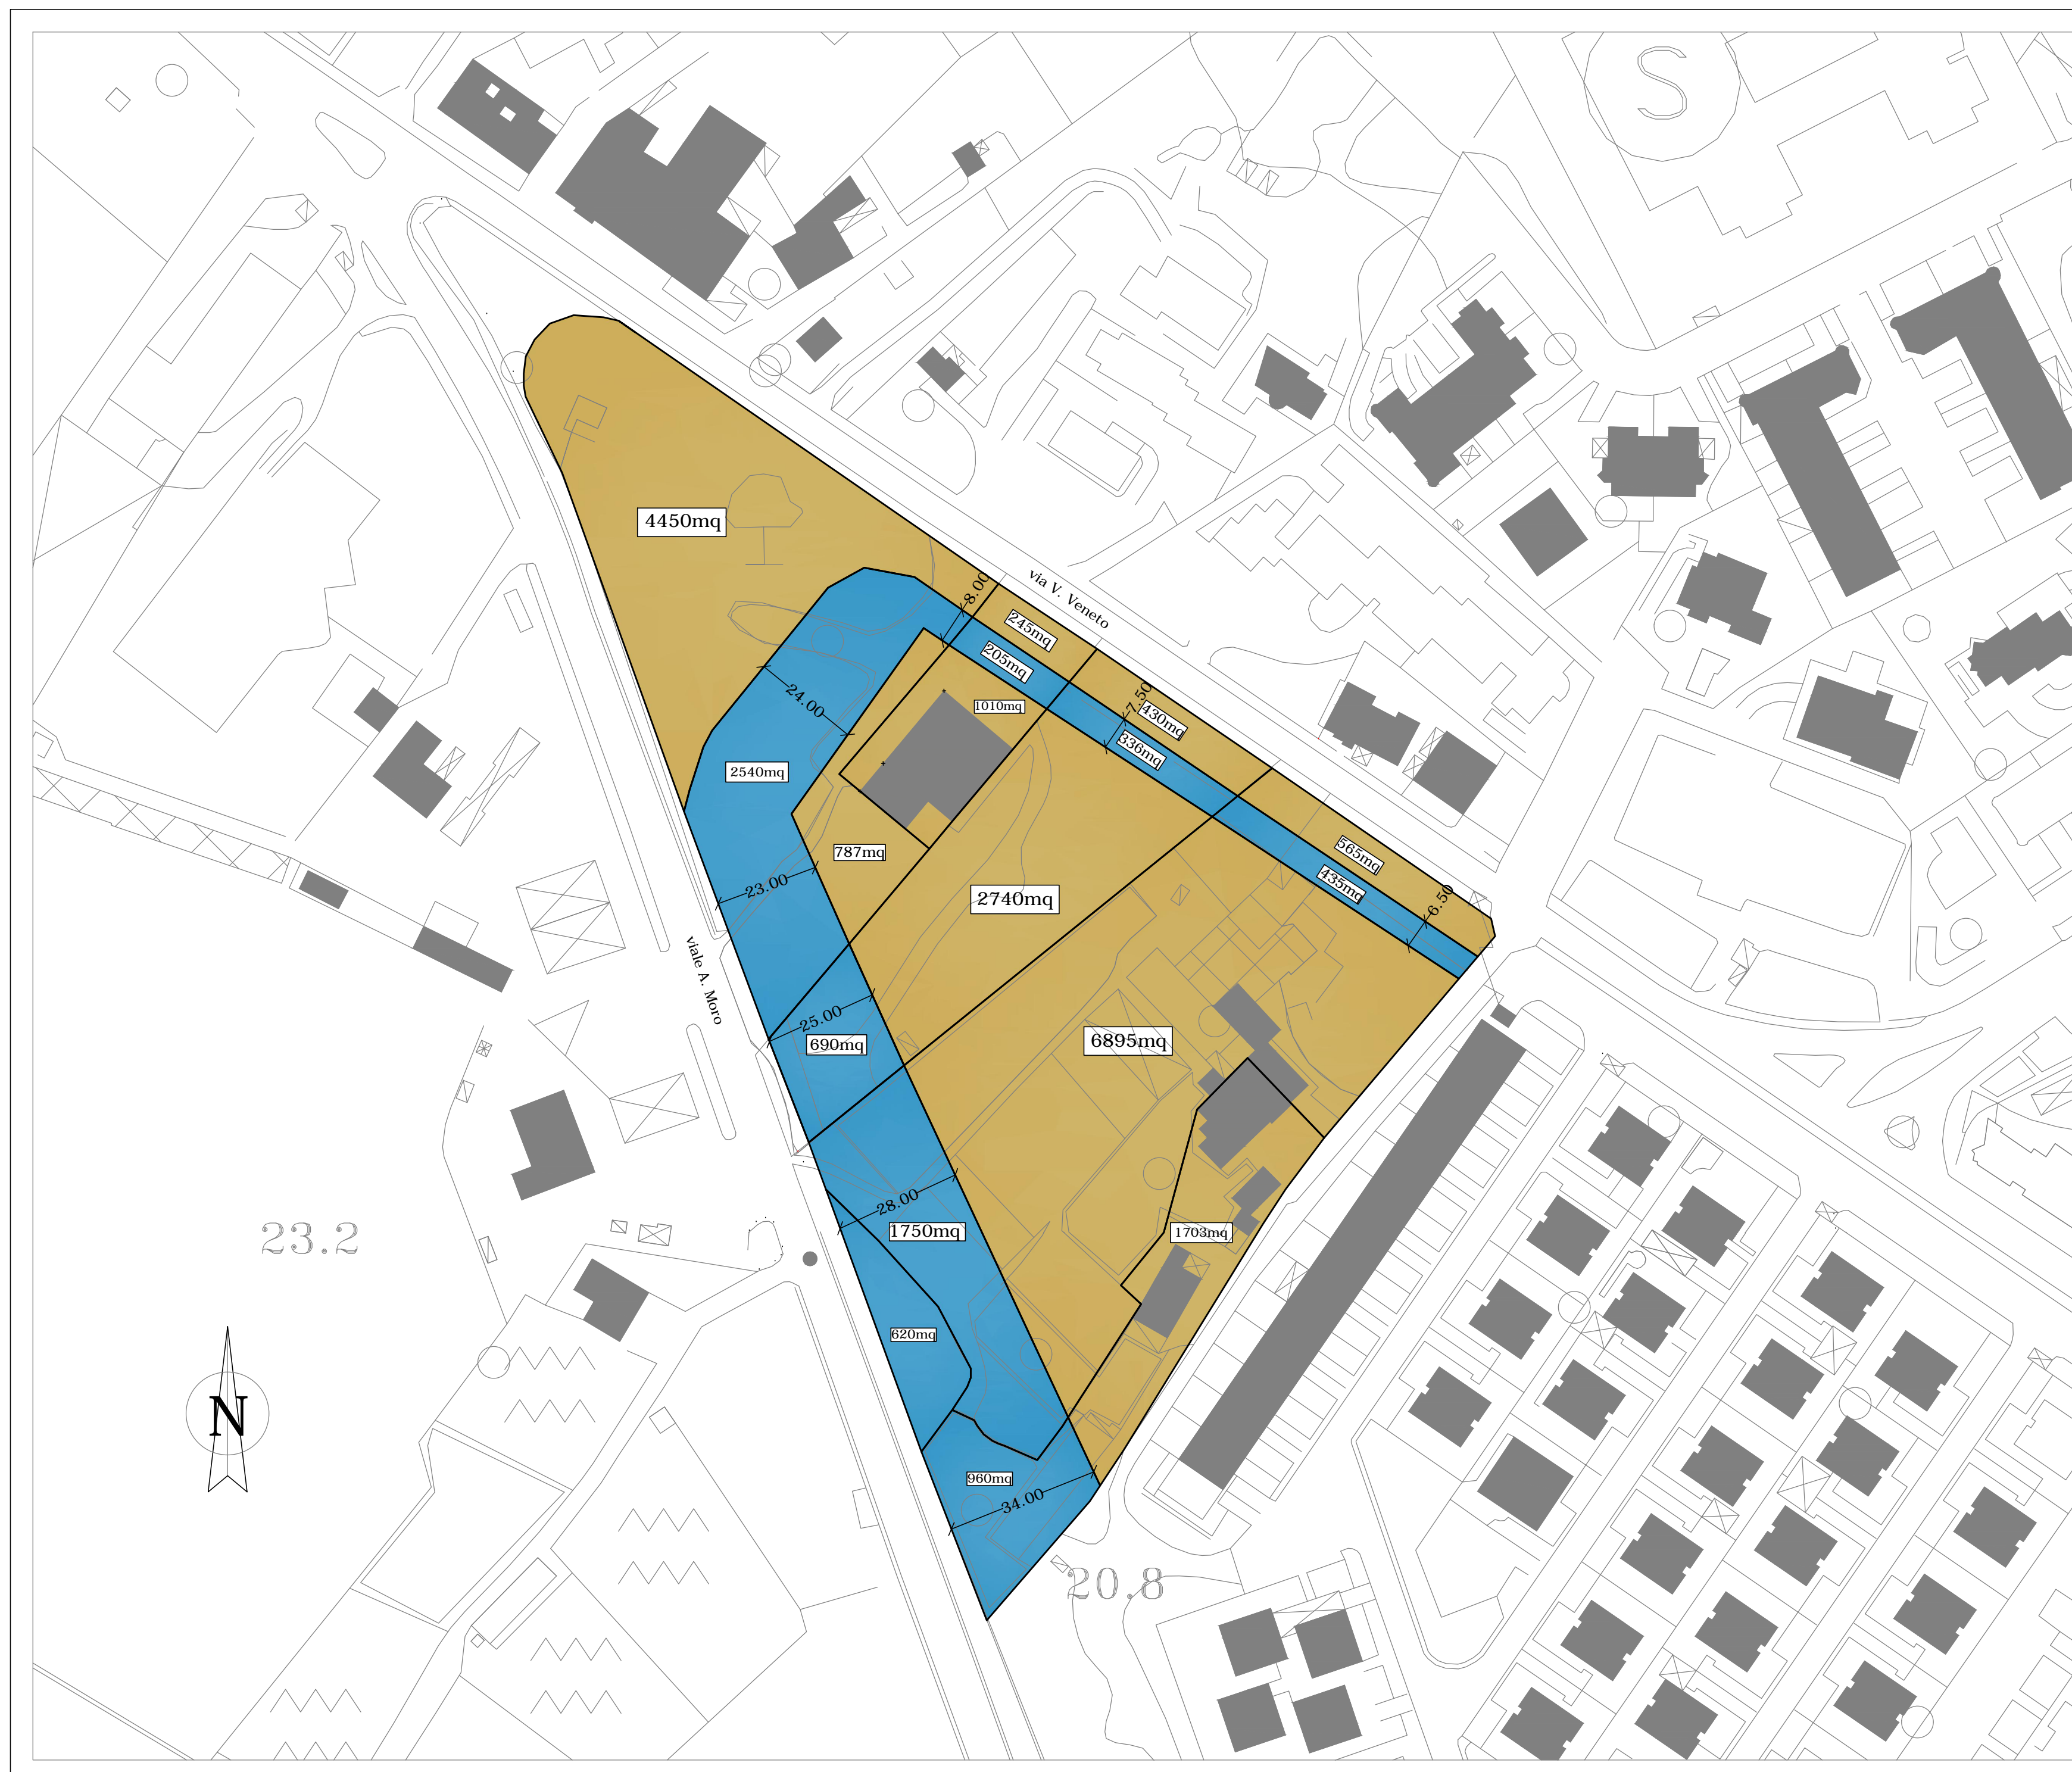 S
4450mq
8.00
via V. Veneto
245mq
205mq
24.00
1010mq
7.50
430mq
336mq
2540mq
787mq
565mq
435mq
6.50
23.00
2740mq
viale A. Moro
25.00
690mq
6895mq
28.00
1750mq
1703mq
23.2
620mq
N
960mq
34.00
20.8